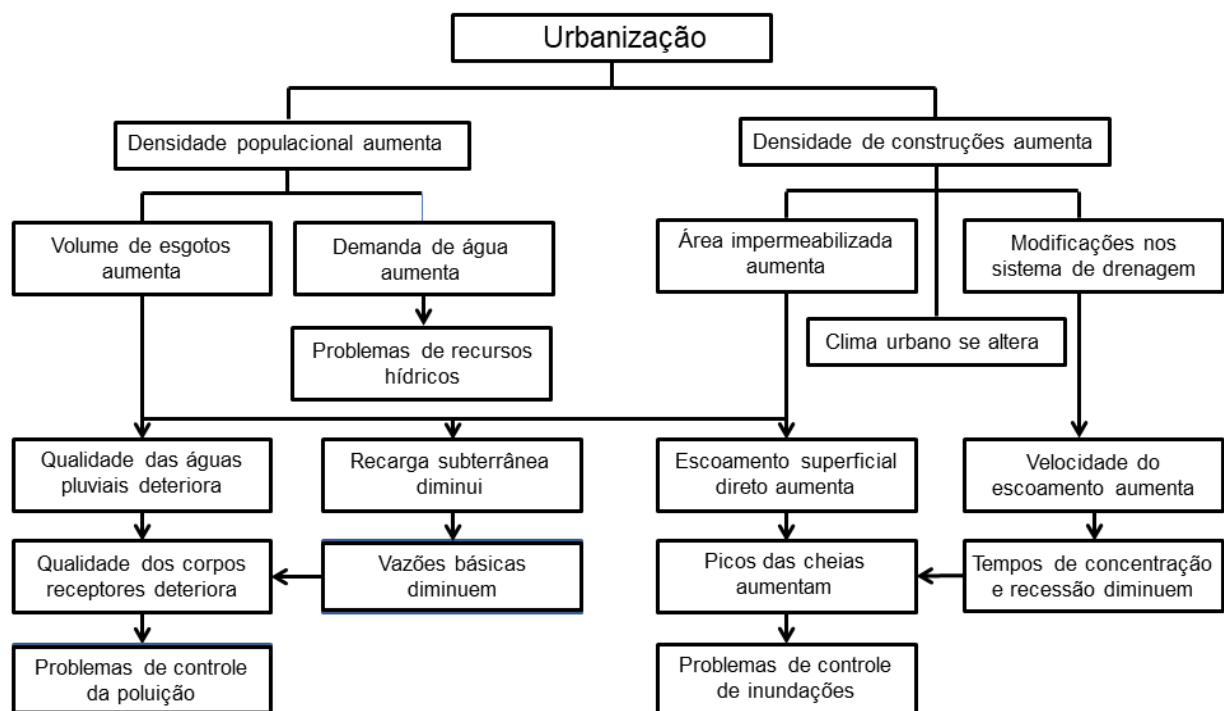 Urbanização
Densidade populacional aumenta
Densidade de construções aumenta
Volume de esgotos
aumenta
Demanda de água
aumenta
Área impermeabilizada
aumenta
Modificações nos
sistema de drenagem
Problemas de recursos
hídricos
Clima urbano se altera
Qualidade das águas
pluviais deteriora
Recarga subterrânea
diminui
Escoamento superficial
direto aumenta
Velocidade do
escoamento aumenta
Qualidade dos corpos
receptores deteriora
Vazões básicas
diminuem
Picos das cheias
aumentam
Tempos de concentração
e recessão diminuem
Problemas de controle
da poluição
Problemas de controle
de inundações